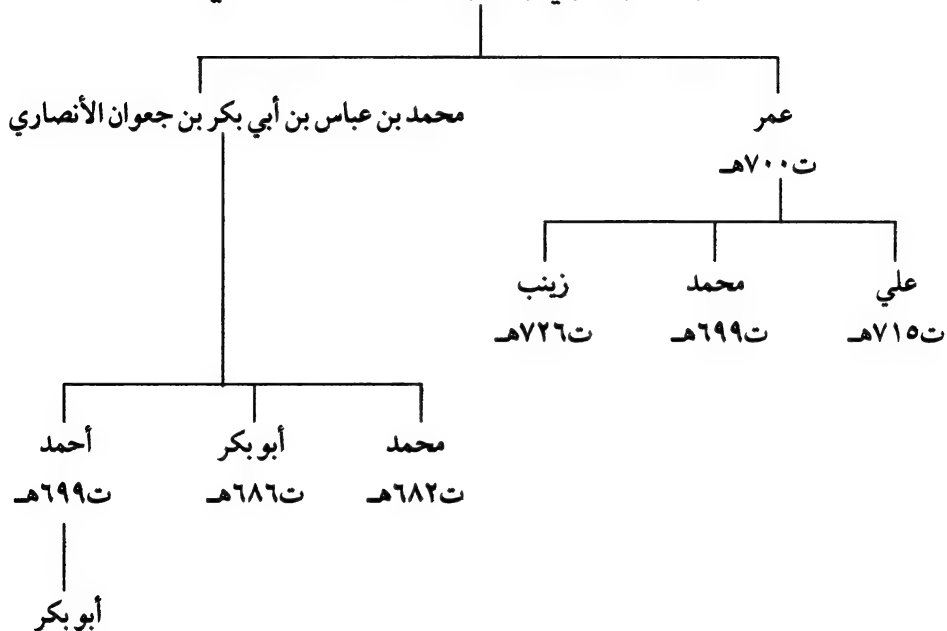 عمر
ت٧٠٠هـ
محمد بن عباس بن أبي بكر بن جعوان الأنصاري
علي
ت٧١٥هـ
محمد
ت٦٩٩هـ
زينب
ت٧٢٦هـ
محمد
ت٦٨٢هـ
أبو بكر
ت٦٨٦هـ
أحمد
ت٦٩٩هـ
أبو بكر